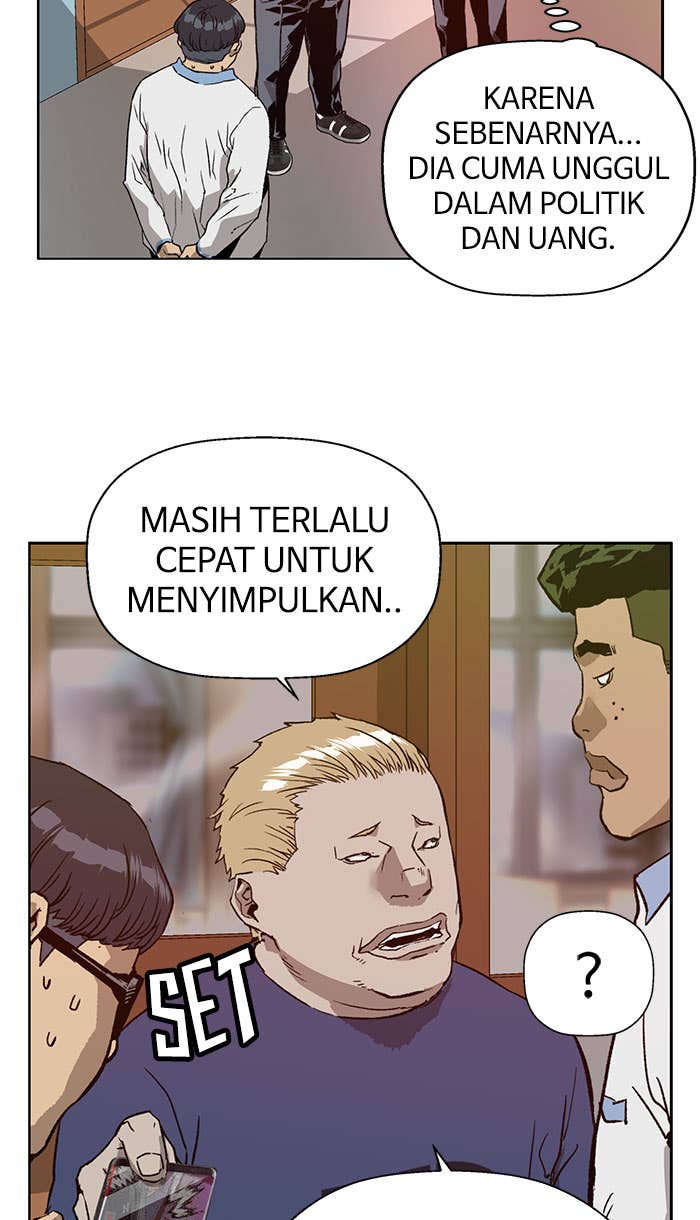 KARENA
SEBENARNYA...
DIA CUMA UNGGUL
DALAM POLITIK
DAN UANG.
MASIH TERLALU
CEPAT UNTUK
MENYIMPULKAN..
?
SET